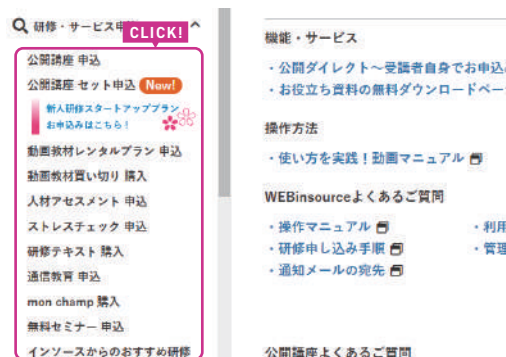 研修・サービス申
CLICK!
公開講座 申込
公開講座 セット申込 New!
新人研修スタートアッププラン
お申込みはこちら!
動画教材レンタルプラン 申込
動画教材買い切り 購入
人材アセスメント 申込
ストレスチェック 申込
研修テキスト 購入
通信教育 申込
mon champ 購入
無料セミナー 申込
インソースからのおすすめ研修
機能・サービス
・公開ダイレクト～受講者自身でお申込
・お役立ち資料の無料ダウンロードペー
操作方法
・使い方を実践!動画マニュアル
WEBinsourceよくあるご質問
・操作マニュアル
・利用
・研修申し込み手順
・管理
・通知メールの宛先
公開講座よくあるご質問